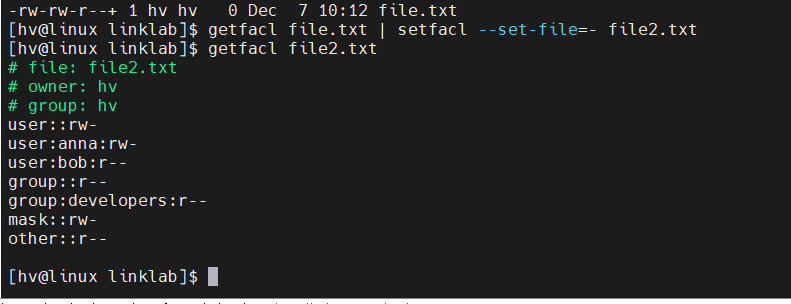 -rw-rw-r--+ 1 hv hv   0 Dec  7 10:12 file.txt
[hv@linux linklab]$ getfacl file.txt | setfacl --set-file=- file2.txt
[hv@linux linklab]$ getfacl file2.txt
# file: file2.txt
# owner: hv
# group: hv
user::rw-
user:anna:rw-
user:bob:r--
group::r--
group:developers:r--
mask::rw-
other::r--
[hv@linux linklab]$